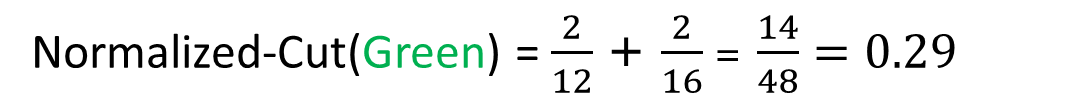 Normalized-Cut(Green) = 2/12 + 2/16 = 14/48 = 0.29